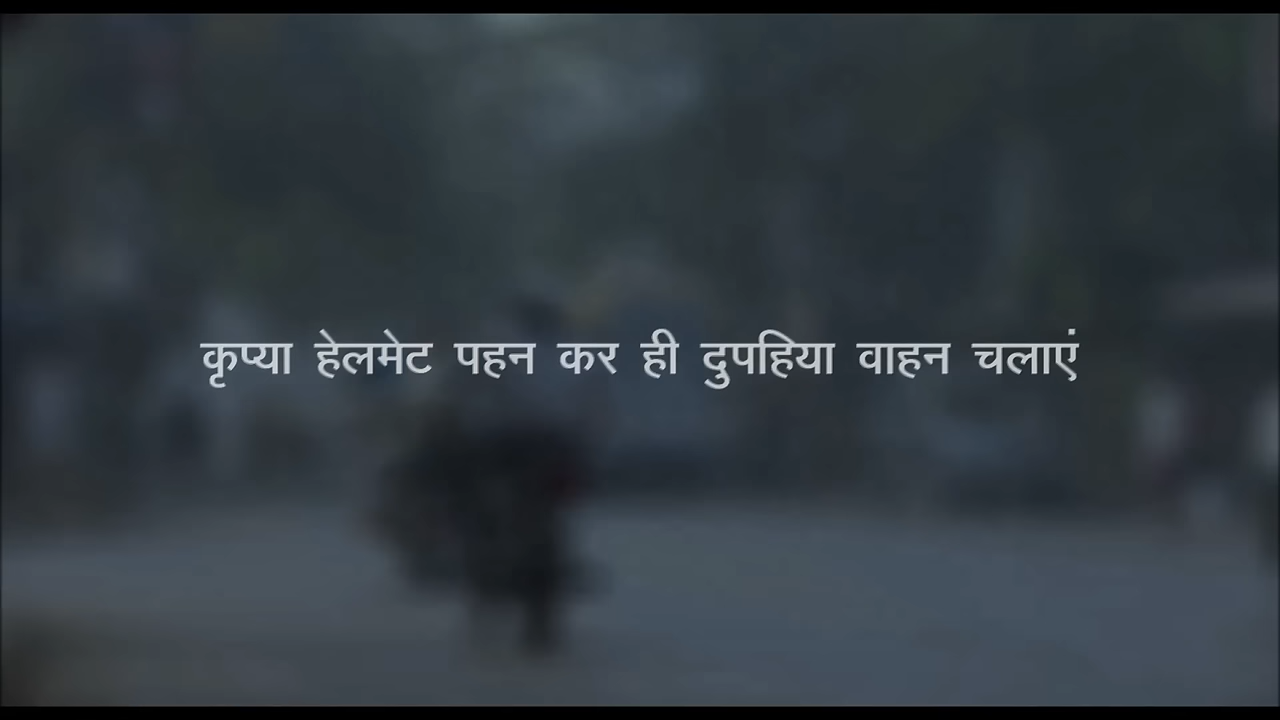 कृप्या हेलमेट पहन कर ही दुपहिया वाहन चलाएं